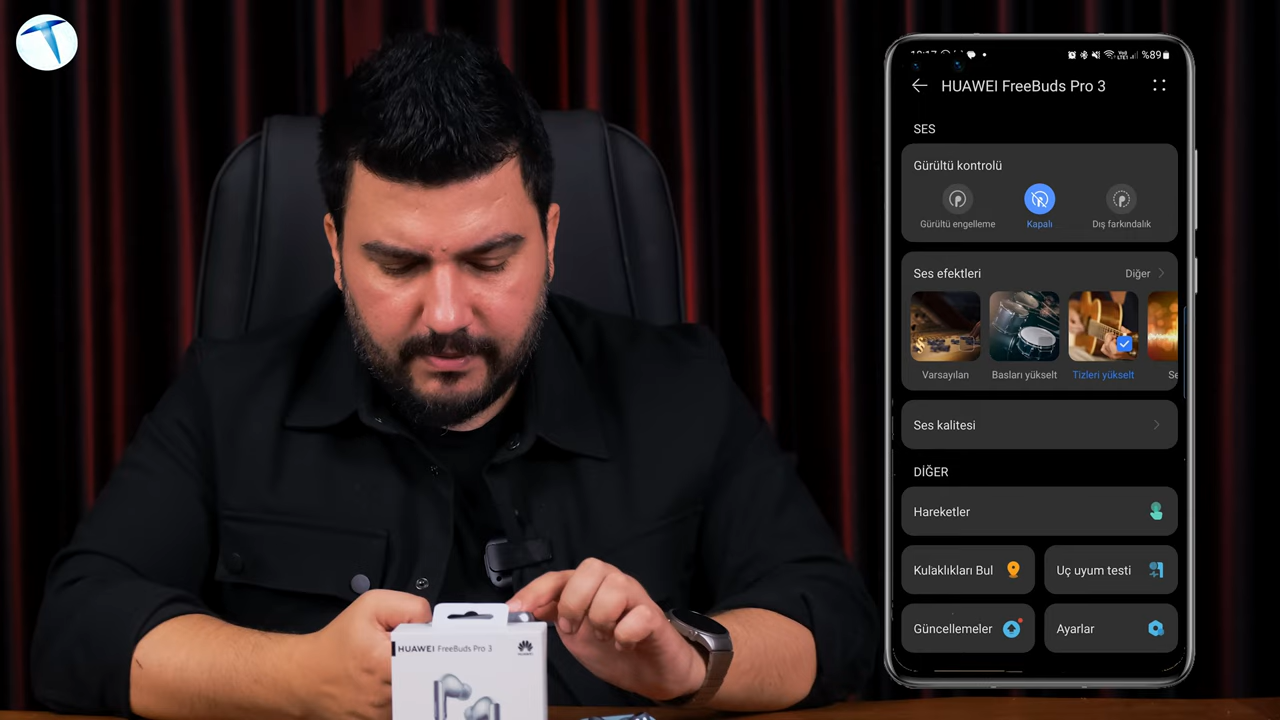 %89
HUAWEI FreeBuds Pro 3
SES
Gürültü kontrolü
Gürültü engelleme
Kapalı
Dış farkındalık
Ses efektleri
Diğer
Varsayılan
Basları yükselt
Tizleri yükselt
Se
Ses kalitesi
DİĞER
Hareketler
Kulaklıkları Bul
Uç uyum testi
Güncellemeler
Ayarlar
HUAWEI FreeBuds Pro 3